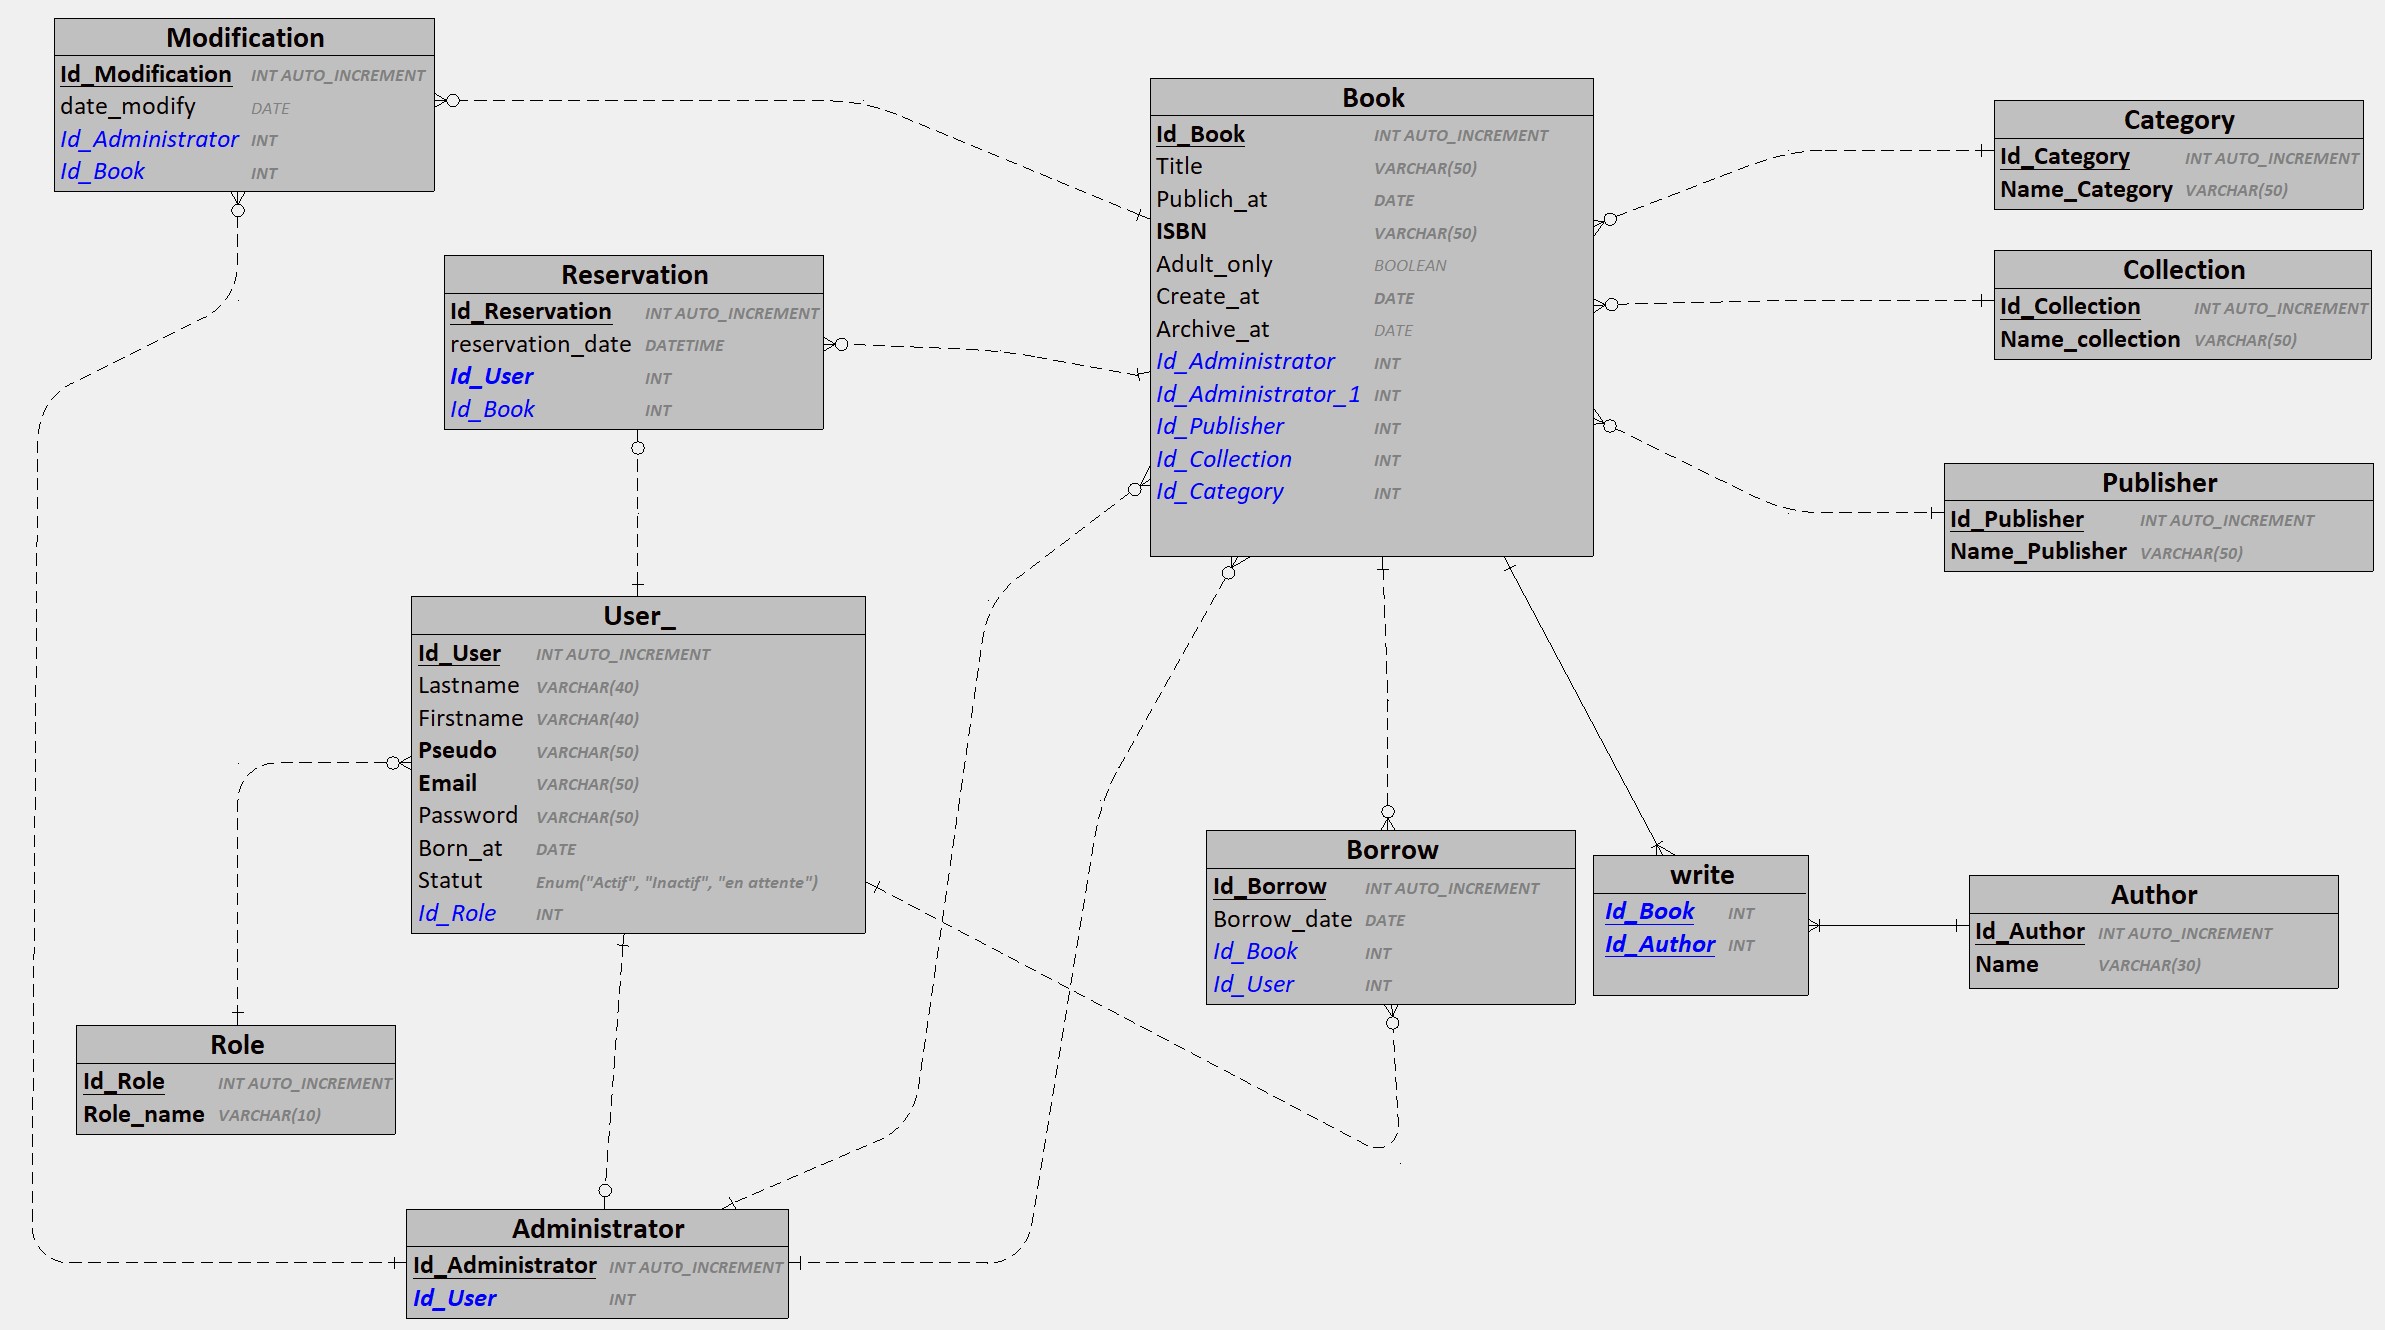 Modification
Id_Modification INT AUTO_INCREMENT
date_modify DATE
Id_Administrator INT
Id_Book INT
Reservation
Id_Reservation INT AUTO_INCREMENT
reservation_date DATETIME
Id_User INT
Id_Book INT
Book
Id_Book INT AUTO_INCREMENT
Title VARCHAR(50)
Publich_at DATE
ISBN VARCHAR(50)
Adult_only BOOLEAN
Create_at DATE
Archive_at DATE
Id_Administrator INT
Id_Administrator_1 INT
Id_Publisher INT
Id_Collection INT
Id_Category INT
Category
Id_Category INT AUTO_INCREMENT
Name_Category VARCHAR(50)
Collection
Id_Collection INT AUTO_INCREMENT
Name_collection VARCHAR(50)
Publisher
Id_Publisher INT AUTO_INCREMENT
Name_Publisher VARCHAR(50)
User_
Id_User INT AUTO_INCREMENT
Lastname VARCHAR(40)
Firstname VARCHAR(40)
Pseudo VARCHAR(50)
Email VARCHAR(50)
Password VARCHAR(50)
Born_at DATE
Statut Enum("Actif", "Inactif", "en attente")
Id_Role INT
Borrow
Id_Borrow INT AUTO_INCREMENT
Borrow_date DATE
Id_Book INT
Id_User INT
write
Id_Book INT
Id_Author INT
Author
Id_Author INT AUTO_INCREMENT
Name VARCHAR(30)
Role
Id_Role INT AUTO_INCREMENT
Role_name VARCHAR(10)
Administrator
Id_Administrator INT AUTO_INCREMENT
Id_User INT